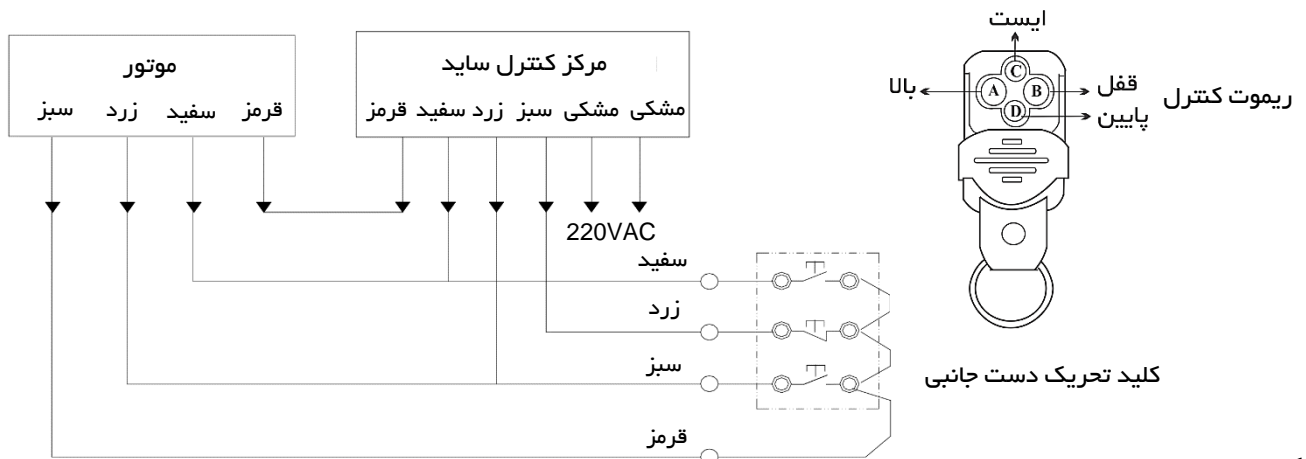 ایست
موتور
مرکز کنترل ساید
سبز زرد سفید قرمز
قرمز سفید زرد سبز مشکی مشکی
C
A B
D
بالا
قفل
پایین
ریموت کنترل
220VAC
سفید
زرد
سبز
کلید تحریک دست جانبی
قرمز